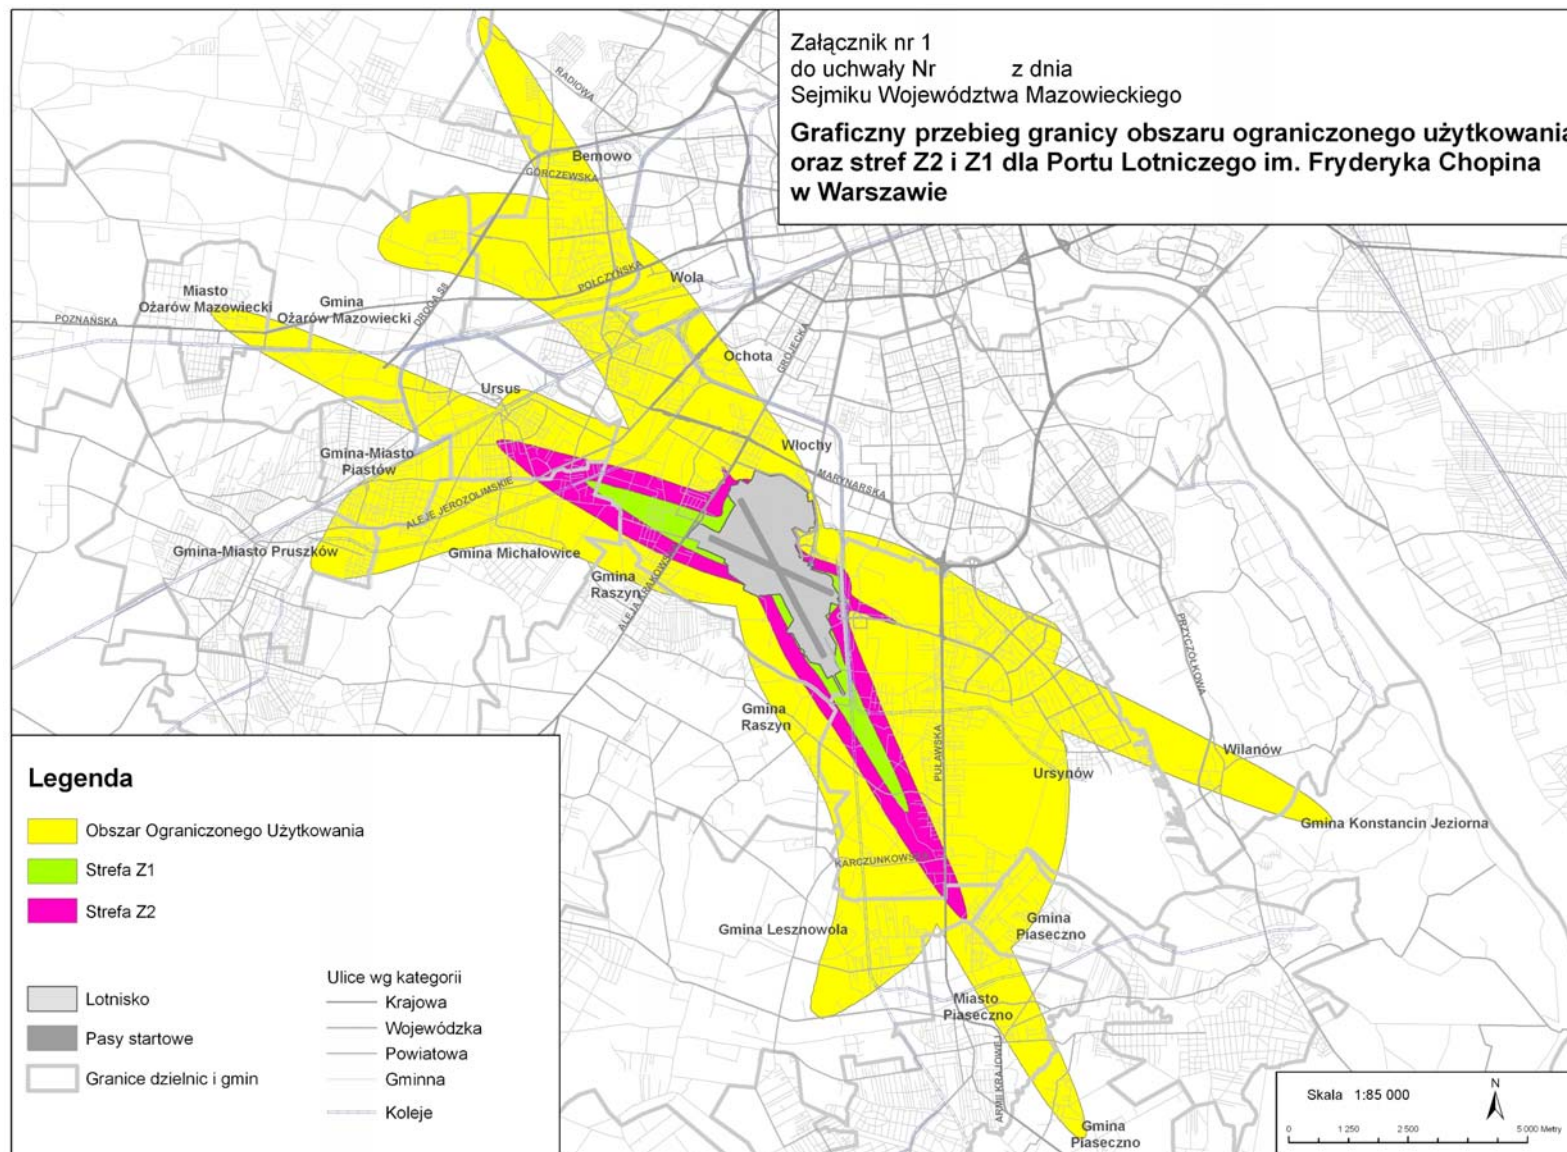 Załącznik nr 1
do uchwały Nr z dnia
Sejmiku Województwa Mazowieckiego
Graficzny przebieg granicy obszaru ograniczonego użytkowania
oraz stref Z2 i Z1 dla Portu Lotniczego im. Fryderyka Chopina
w Warszawie
RADIOWA
Bemowo
GÓRCZEWSKA
Wola
POŁCZYŃSKA
Miasto
Ożarów Mazowiecki
Gmina
Ożarów Mazowiecki
POZNAŃSKA
DROGA S8
Ochota
GRÓJECKA
Ursus
Włochy
MARYNARSKA
Gmina-Miasto
Piastów
ALEJE JEROZOLIMSKIE
Gmina-Miasto Pruszków
Gmina Michałowice
Gmina
Raszyn
ALEJA KRAKOWS
PRZYCZÓŁKOWA
Gmina
Raszyn
PUŁAWSKA
Wilanów
Ursynów
Gmina Konstancin Jeziorna
KARCZUNKOWS
Gmina Lesznowola
Gmina
Piaseczno
Miasto
Piaseczno
ARMII KRAJOWEJ
Gmina
Piaseczno
Legenda
Obszar Ograniczonego Użytkowania
Strefa Z1
Strefa Z2
Lotnisko
Pasy startowe
Granice dzielnic i gmin
Ulice wg kategorii
Krajowa
Wojewódzka
Powiatowa
Gminna
Koleje
Skala 1:85 000
N
0 1 250 2 500 5 000 Metry